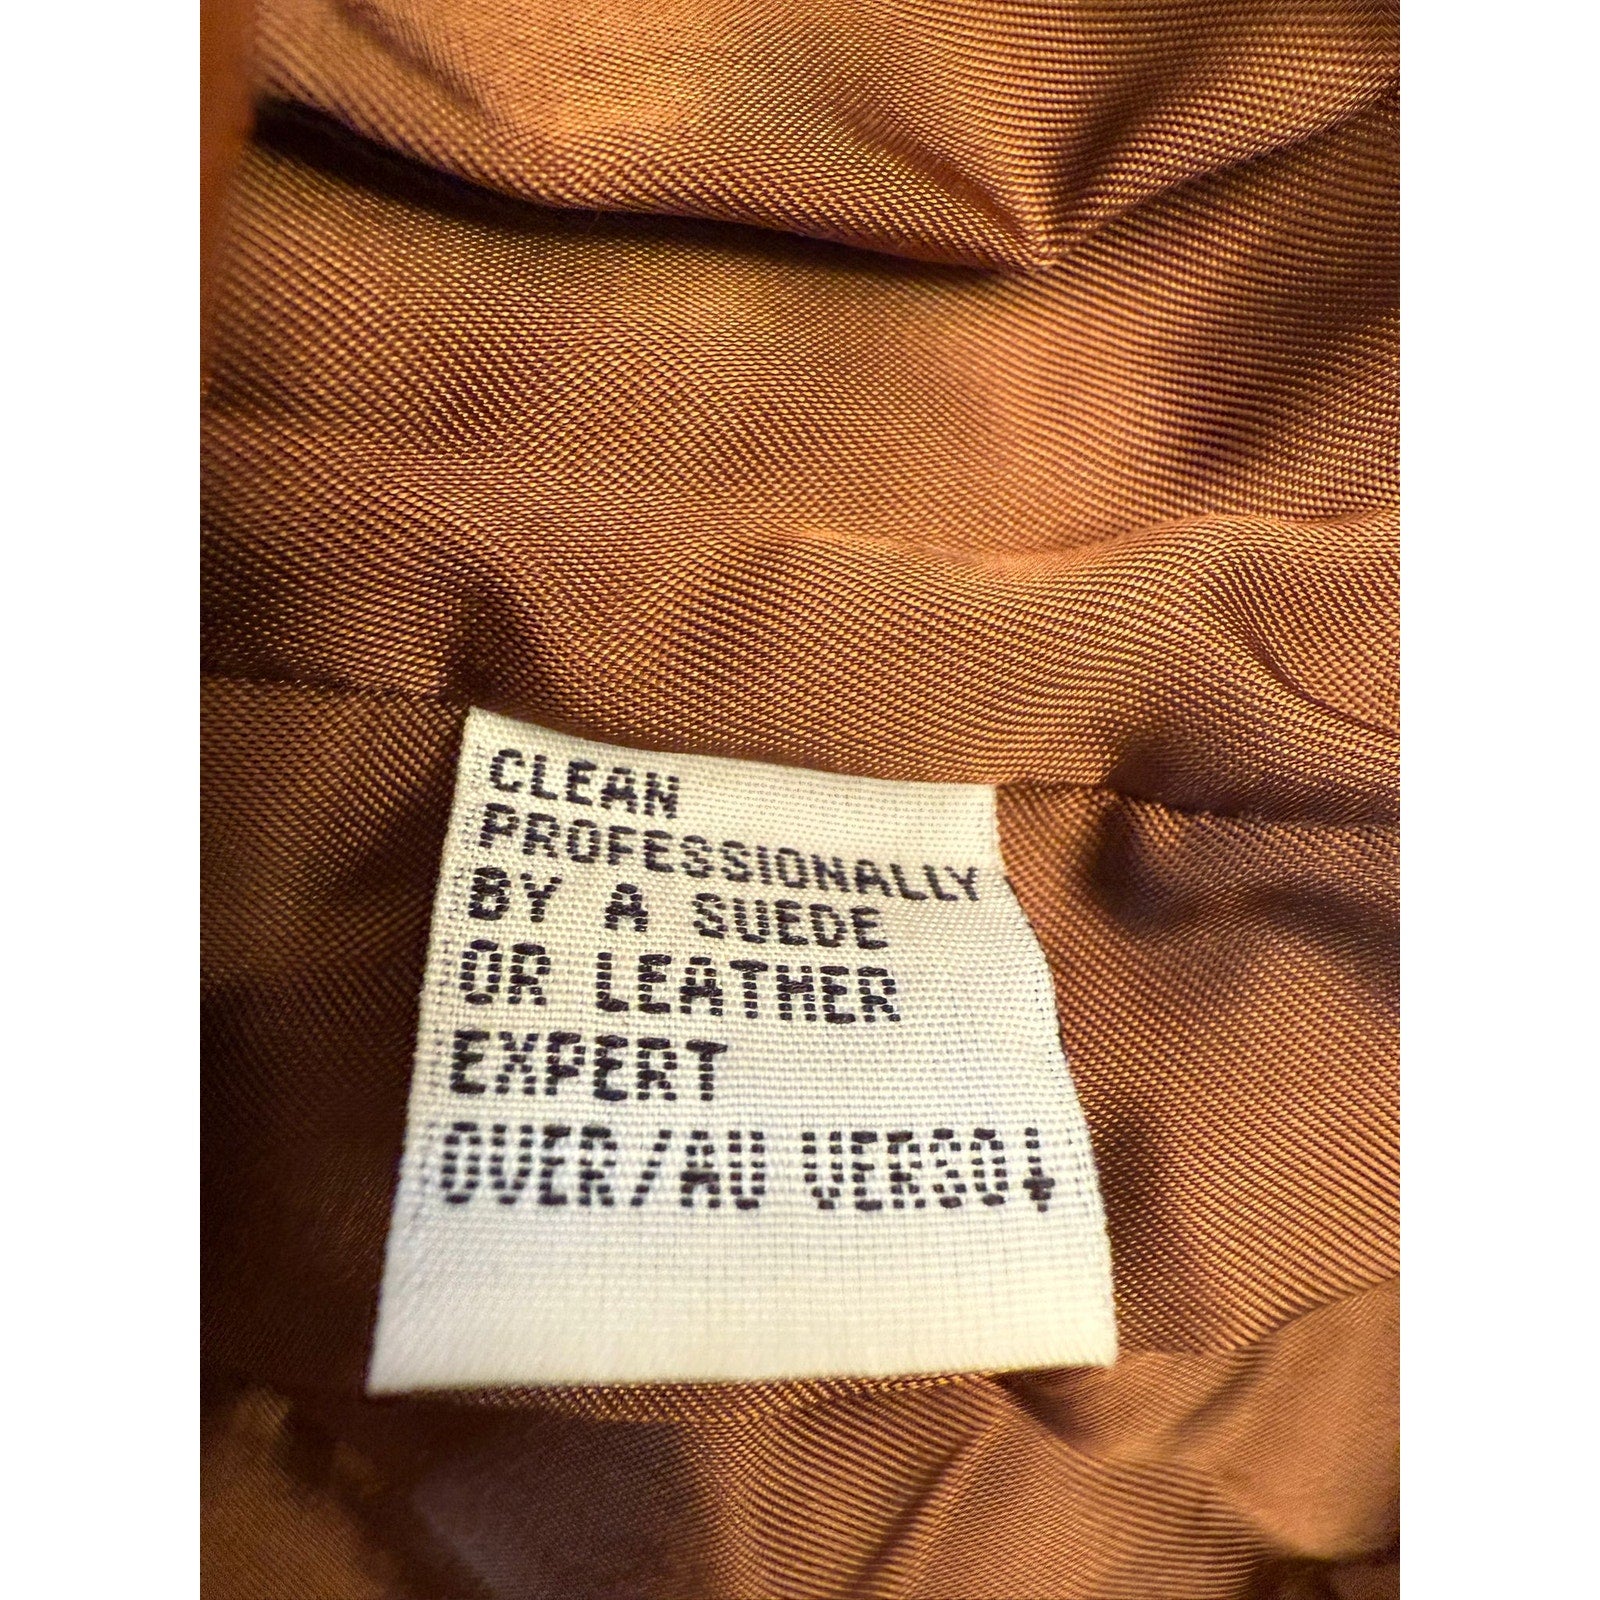 CLEAN
PROFESSIONALLY
BY A SUEDE
OR LEATHER
EXPERT
OVER/AU VERSO↓